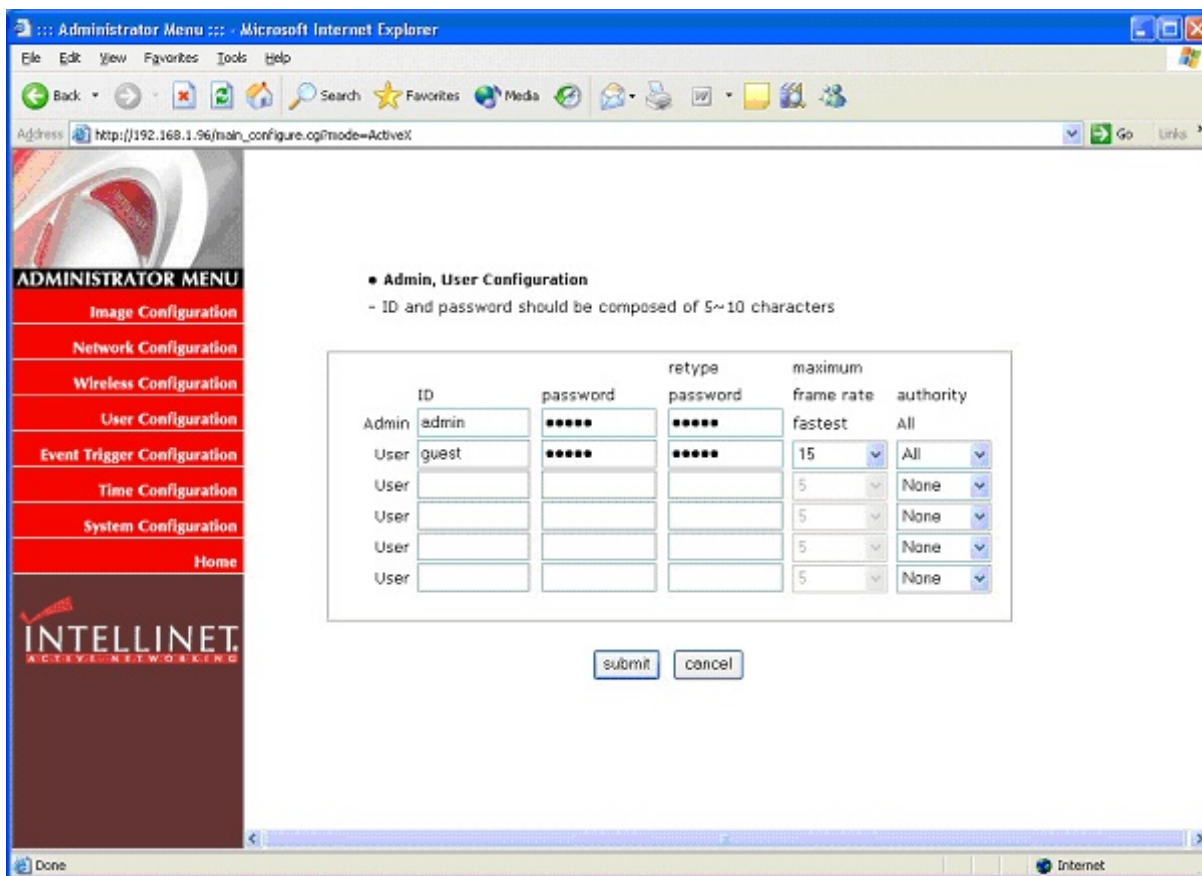 ::: Administrator Menu ::: - Microsoft Internet Explorer
File Edit View Favorites Tools Help
Back Search Favorites Media
Address http://192.168.1.96/main_configure.cgi?mode=ActiveX Go Links
ADMINISTRATOR MENU
Image Configuration
Network Configuration
Wireless Configuration
User Configuration
Event Trigger Configuration
Time Configuration
System Configuration
Home
INTELLINET.
ACTIVE NETWORKING
• Admin, User Configuration
- ID and password should be composed of 5~10 characters
retype maximum
ID password password frame rate authority
Admin admin ●●●●● ●●●●● fastest All
User guest ●●●●● ●●●●● 15 All
User 5 None
User 5 None
User 5 None
User 5 None
submit cancel
Done Internet